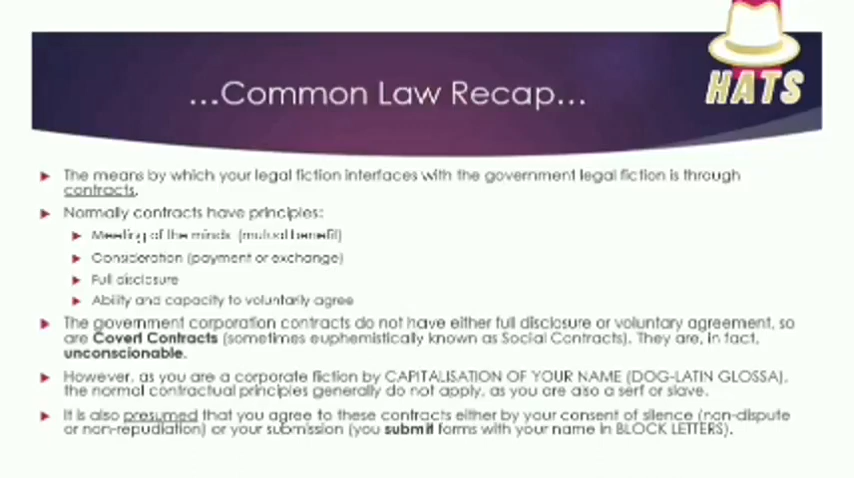 HATS
...Common Law Recap...
The means by which your legal fiction interfaces with the government legal fiction is through
contracts.
Normally contracts have principles:
Meeting of the minds (mutual benefit)
Consideration (payment or exchange)
Full disclosure
Ability and capacity to voluntarily agree
The government corporation contracts do not have either full disclosure or voluntary agreement, so
are Covert Contracts (sometimes euphemistically known as Social Contracts). They are, in fact,
unconscionable.
However, as you are a corporate fiction by CAPITALISATION OF YOUR NAME (DOG-LATIN GLOSSA),
the normal contractual principles generally do not apply, as you are also a serf or slave.
It is also presumed that you agree to these contracts either by your consent of silence (non-dispute
or non-repudiation) or your submission (you submit forms with your name in BLOCK LETTERS).